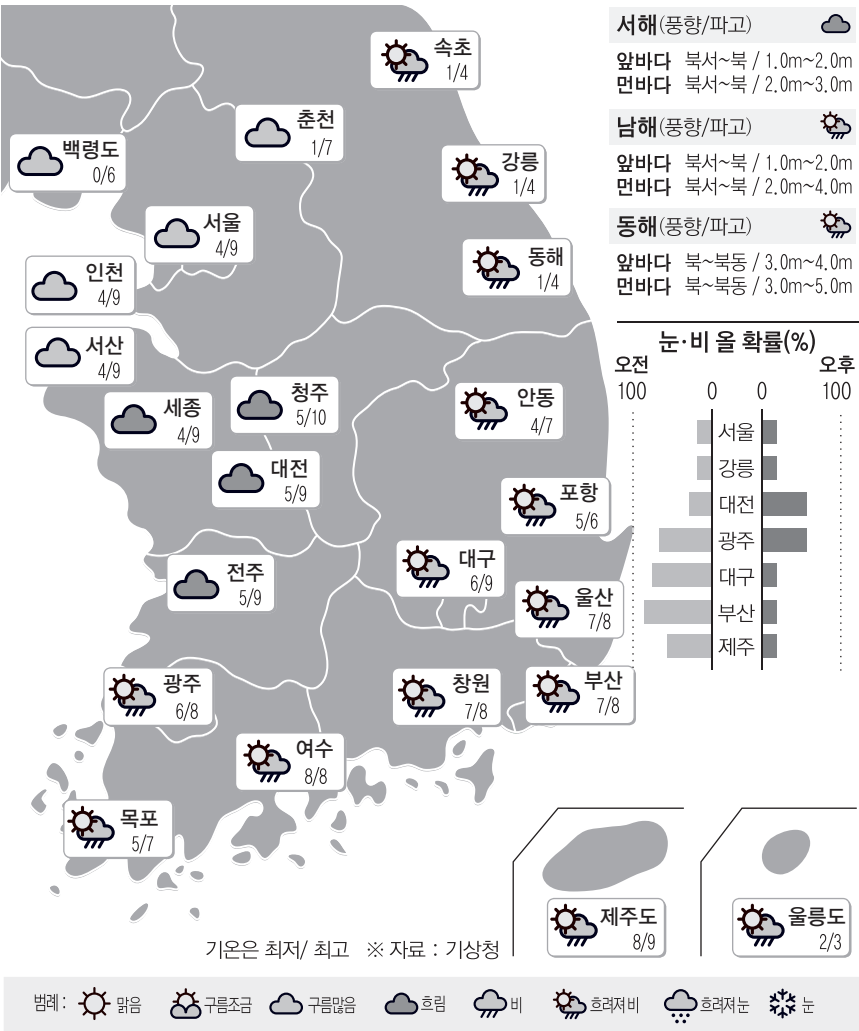 속초
1/4
춘천
1/7
백령도
0/6
강릉
1/4
서울
4/9
동해
1/4
인천
4/9
서산
4/9
세종
4/9
청주
5/10
안동
4/7
대전
5/9
포항
5/6
대구
6/9
전주
5/9
울산
7/8
광주
6/8
창원
7/8
부산
7/8
여수
8/8
목포
5/7
제주도
8/9
울릉도
2/3
서해(풍향/파고)
앞바다 북서~북 / 1.0m~2.0m
먼바다 북서~북 / 2.0m~3.0m
남해(풍향/파고)
앞바다 북서~북 / 1.0m~2.0m
먼바다 북서~북 / 2.0m~4.0m
동해(풍향/파고)
앞바다 북~북동 / 3.0m~4.0m
먼바다 북~북동 / 3.0m~5.0m
눈·비 올 확률(%)
오전 오후
100 0 0 100
서울
강릉
대전
광주
대구
부산
제주
기온은 최저/ 최고 ※ 자료 : 기상청
범례 : 맑음 구름조금 구름많음 흐림 비 흐려져 비 흐려져 눈 눈